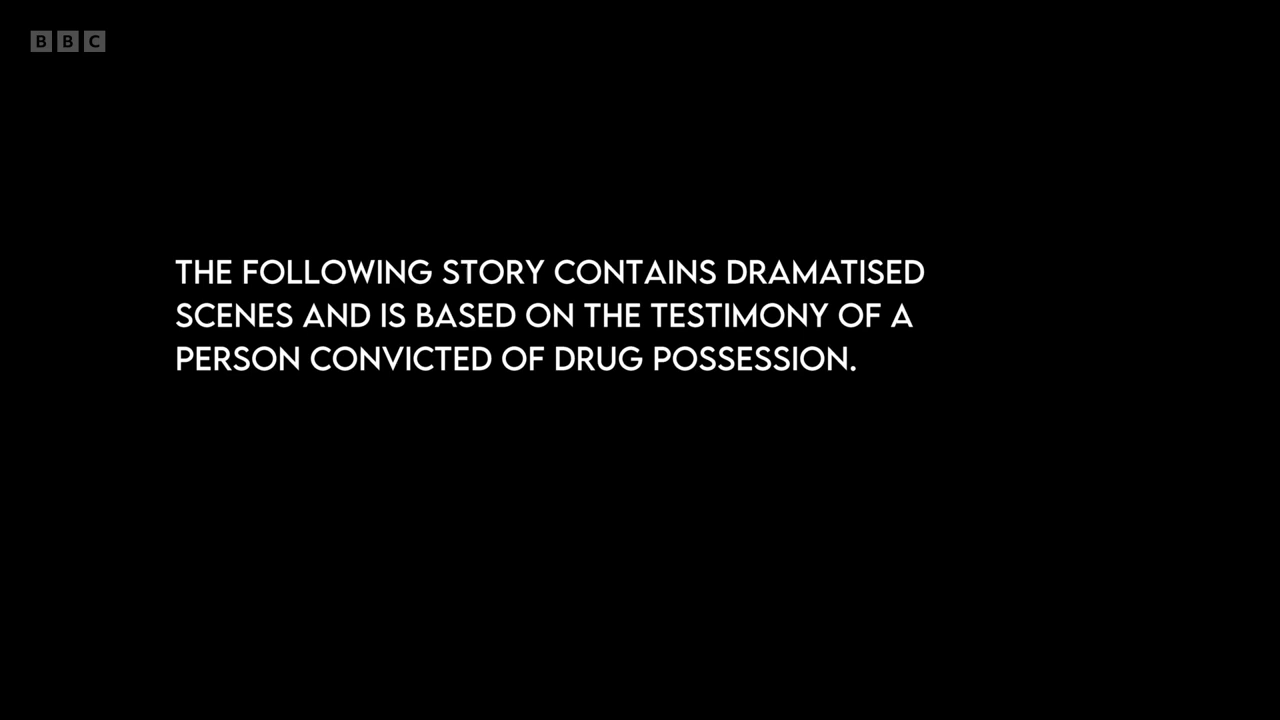 BBC
THE FOLLOWING STORY CONTAINS DRAMATISED
SCENES AND IS BASED ON THE TESTIMONY OF A
PERSON CONVICTED OF DRUG POSSESSION.